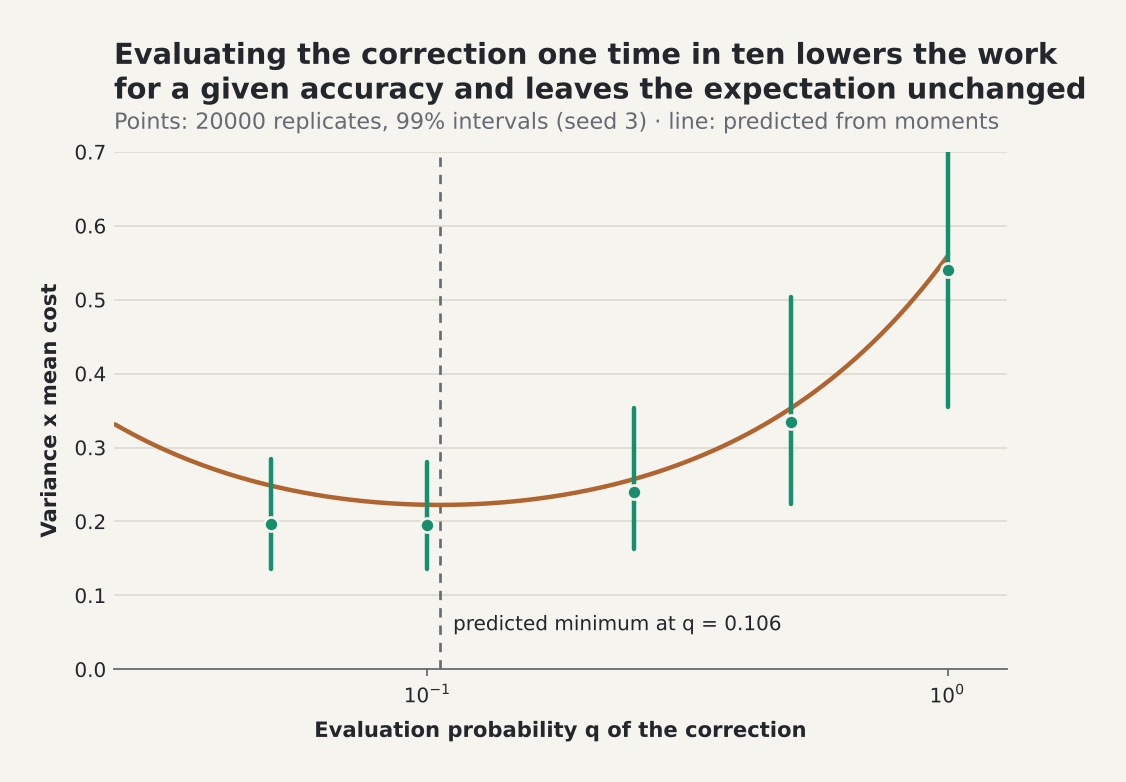 Evaluating the correction one time in ten lowers the work
for a given accuracy and leaves the expectation unchanged
Points: 20000 replicates, 99% intervals (seed 3) · line: predicted from moments
Variance x mean cost
0.7
0.6
0.5
0.4
0.3
0.2
0.1
0.0
predicted minimum at q = 0.106
10⁻¹
10⁰
Evaluation probability q of the correction